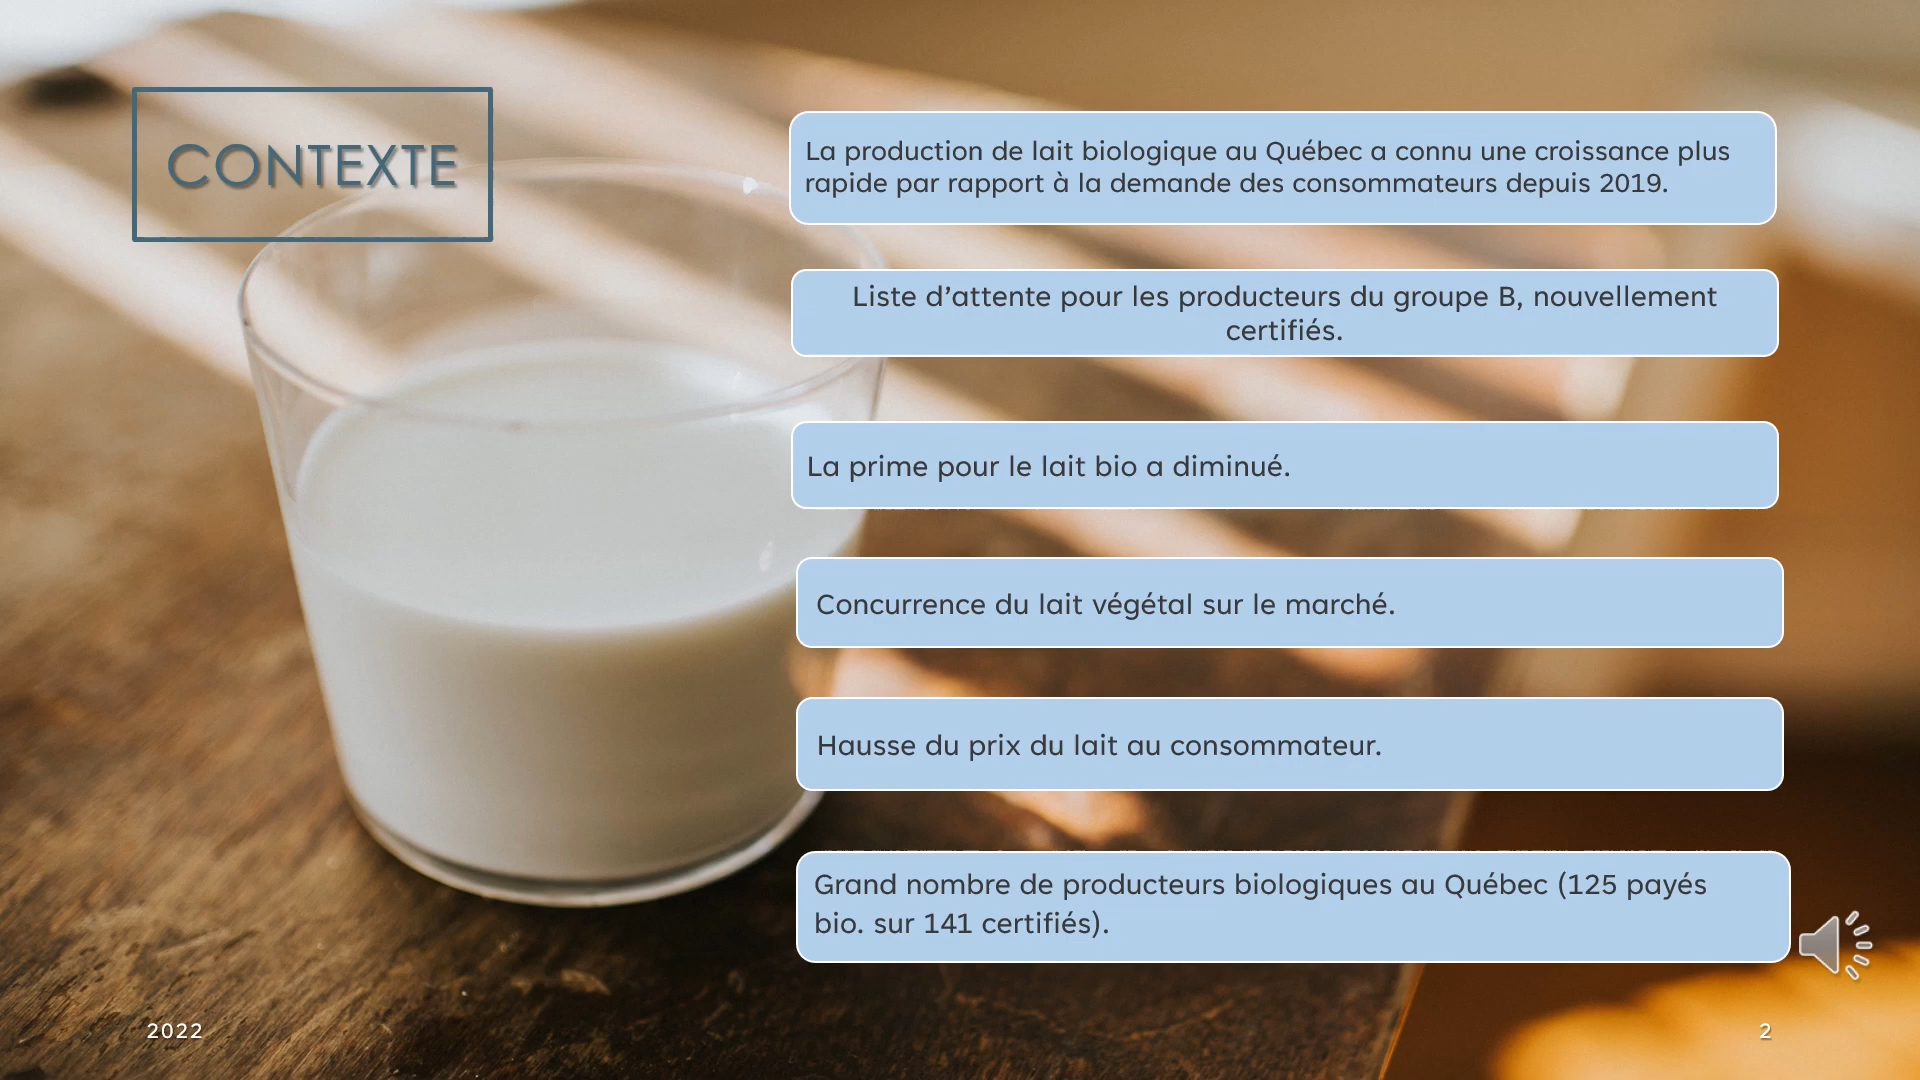 CONTEXTE
La production de lait biologique au Québec a connu une croissance plus
rapide par rapport à la demande des consommateurs depuis 2019.
Liste d’attente pour les producteurs du groupe B, nouvellement
certifiés.
La prime pour le lait bio a diminué.
Concurrence du lait végétal sur le marché.
Hausse du prix du lait au consommateur.
Grand nombre de producteurs biologiques au Québec (125 payés
bio. sur 141 certifiés).
2022
2